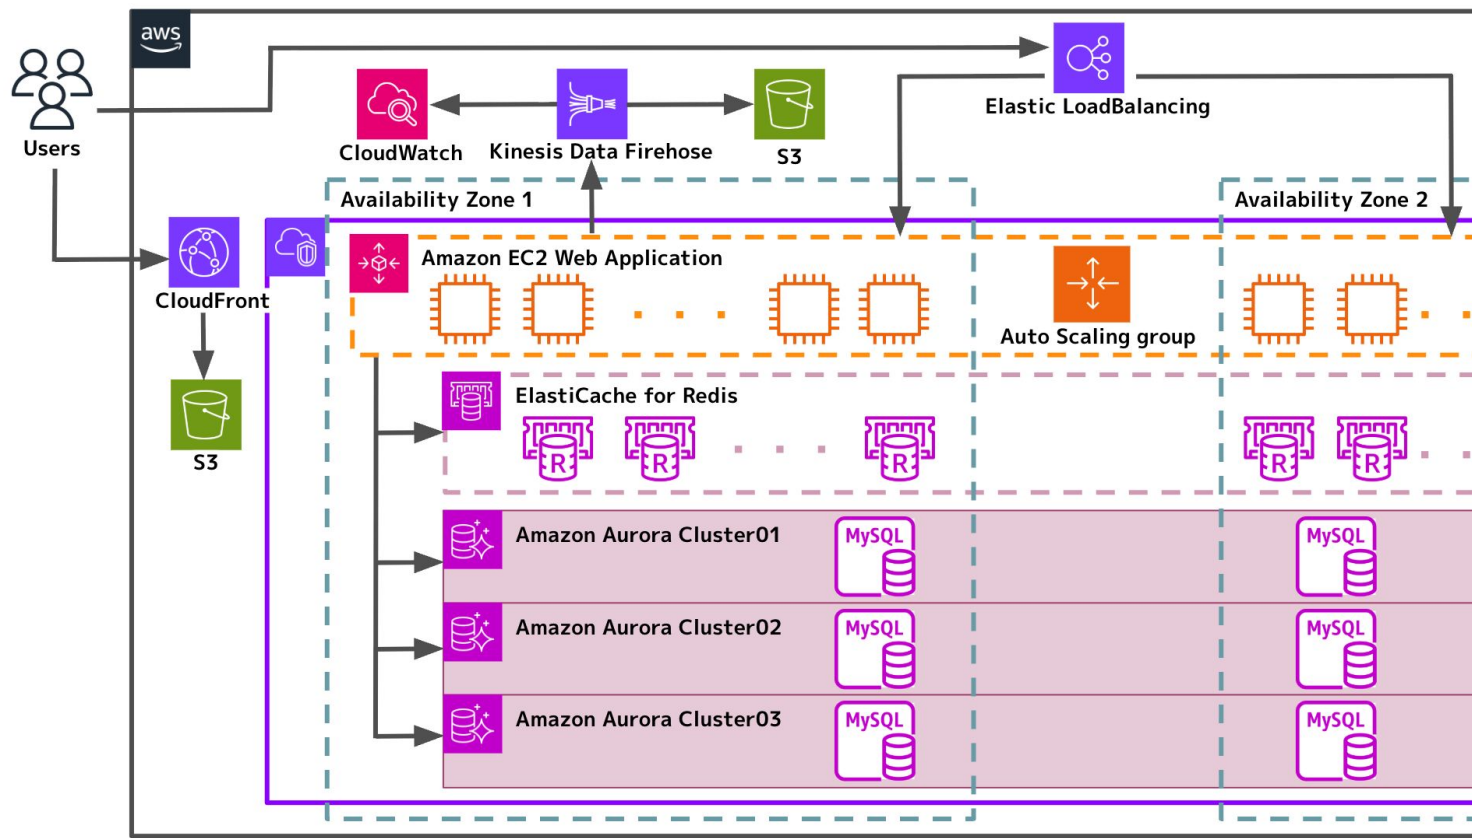 aws
Users
Elastic LoadBalancing
CloudWatch
Kinesis Data Firehose
S3
Availability Zone 1
Availability Zone 2
CloudFront
S3
Amazon EC2 Web Application
Auto Scaling group
ElastiCache for Redis
R
R
R
R
R
Amazon Aurora Cluster01
MySQL
MySQL
Amazon Aurora Cluster02
MySQL
MySQL
Amazon Aurora Cluster03
MySQL
MySQL